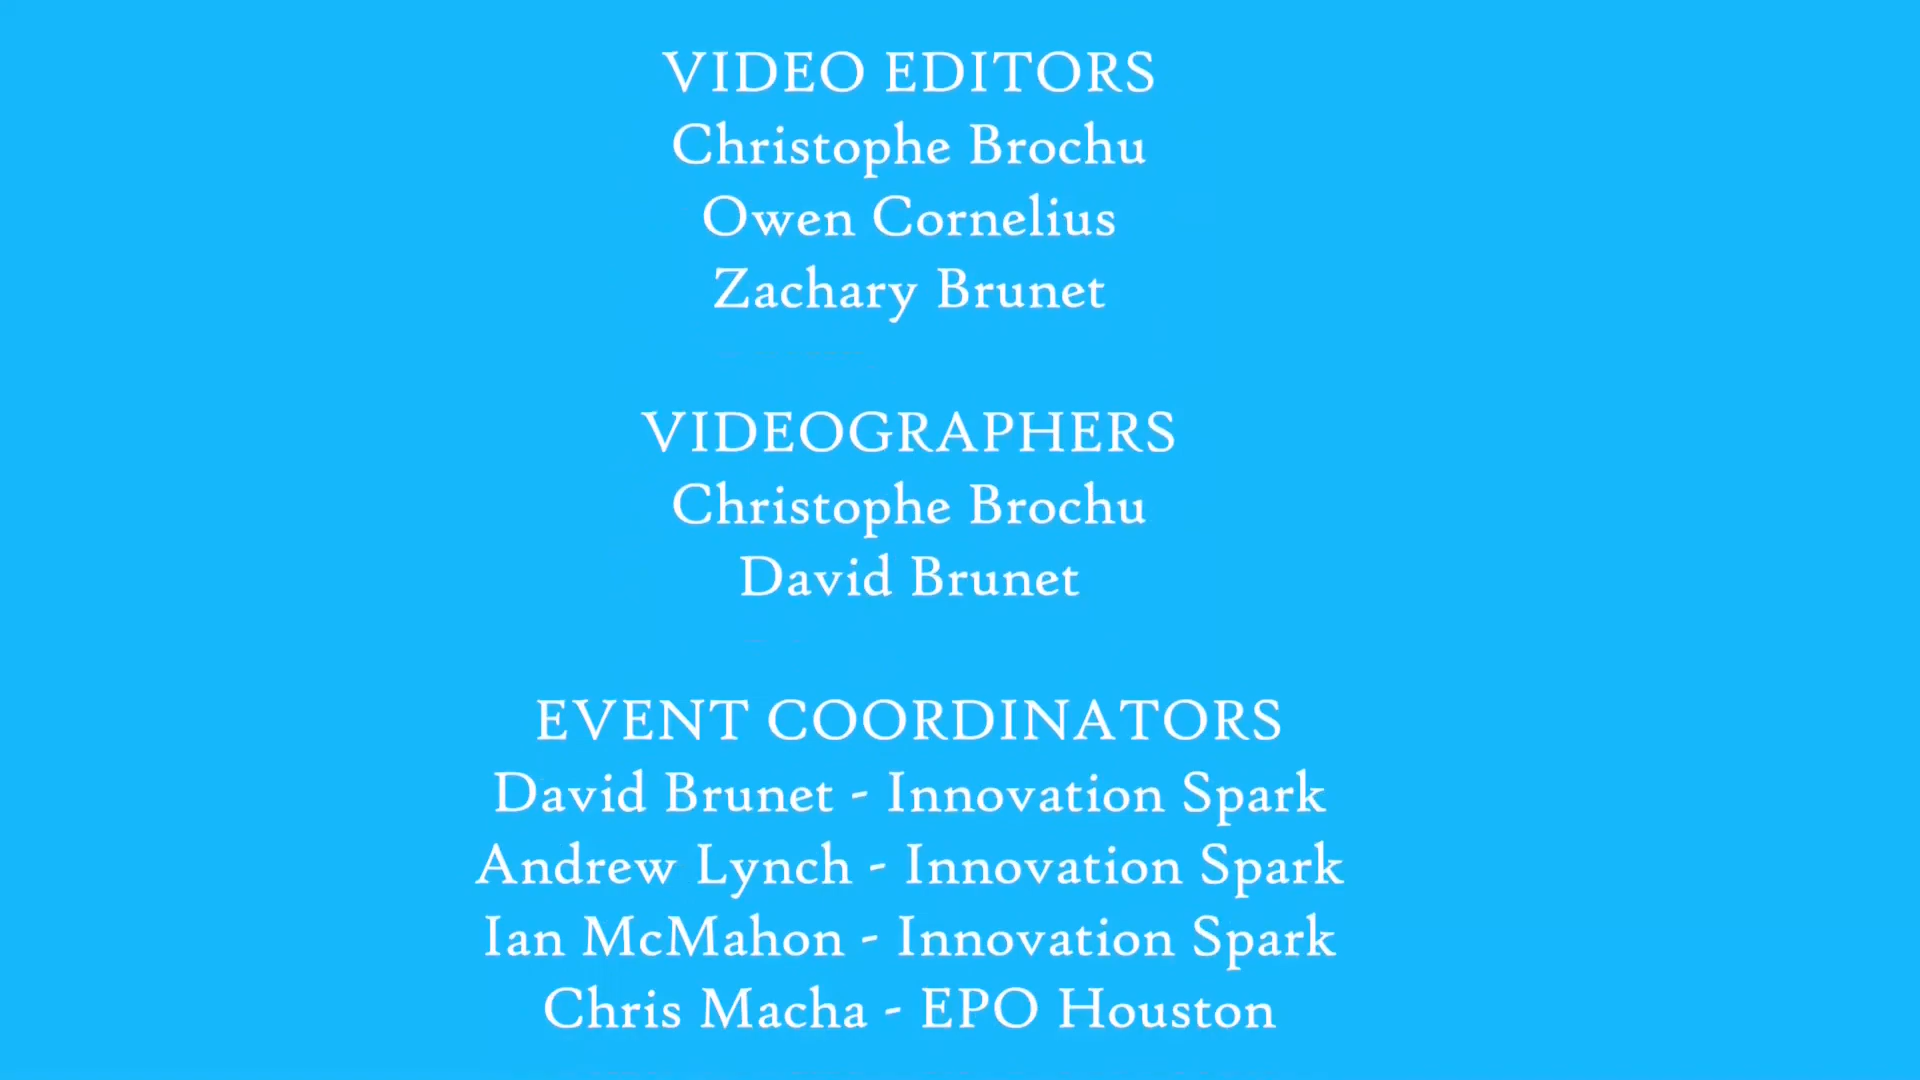 VIDEO EDITORS
Christophe Brochu
Owen Cornelius
Zachary Brunet
VIDEOGRAPHERS
Christophe Brochu
David Brunet
EVENT COORDINATORS
David Brunet - Innovation Spark
Andrew Lynch - Innovation Spark
Ian McMahon - Innovation Spark
Chris Macha - EPO Houston